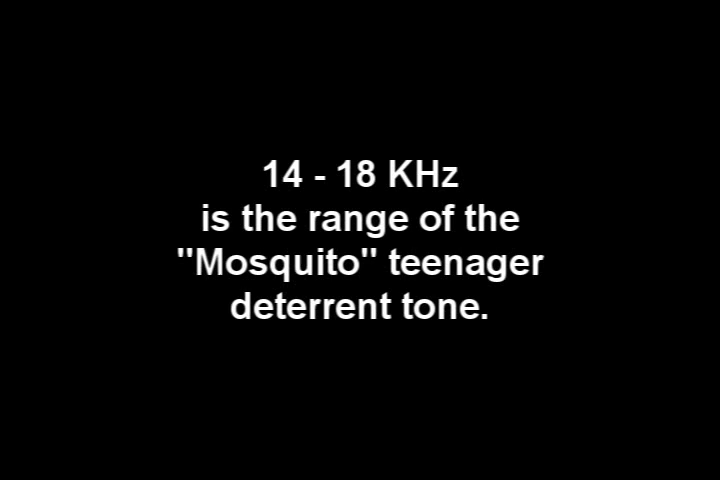 14 - 18 KHz
is the range of the
"Mosquito" teenager
deterrent tone.